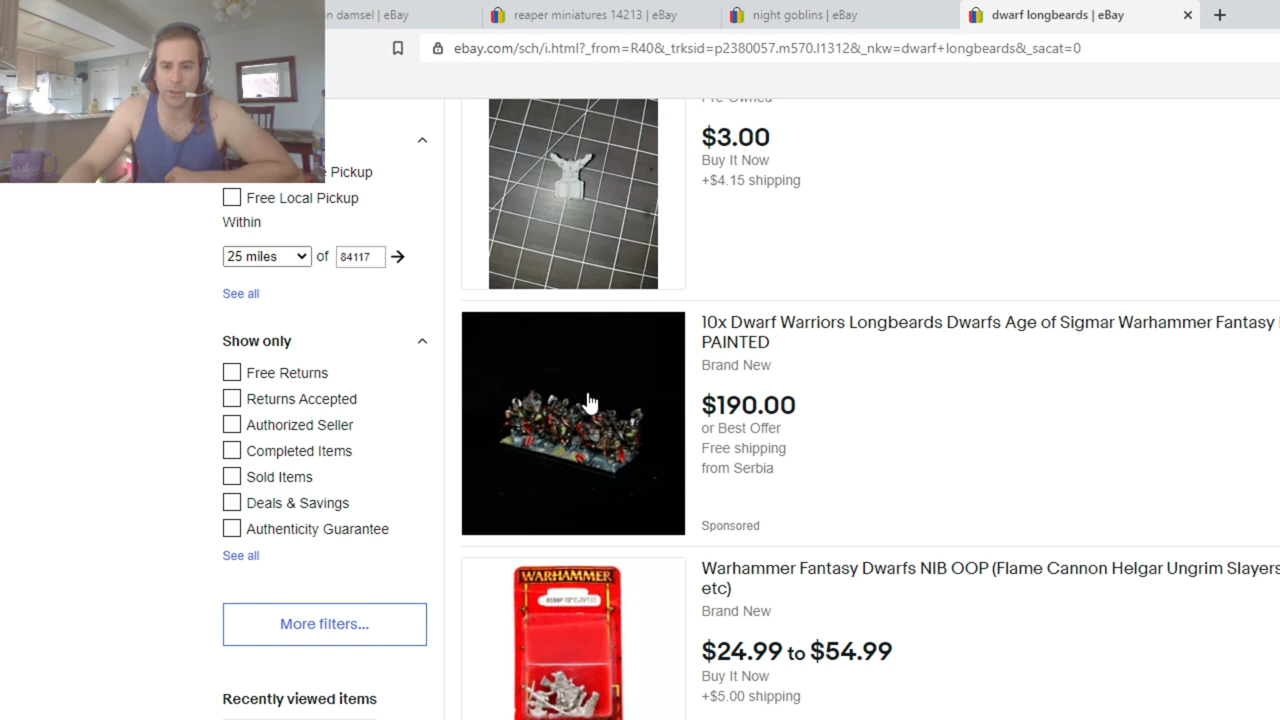 n damsel | eBay
reaper miniatures 14213 | eBay
night goblins | eBay
dwarf longbeards | eBay
ebay.com/sch/i.html?_from=R40&_trksid=p2380057.m570.l1312&_nkw=dwarf+longbeards&_sacat=0
Pickup
Free Local Pickup
Within
25 miles of 84117
See all
Show only
Free Returns
Returns Accepted
Authorized Seller
Completed Items
Sold Items
Deals & Savings
Authenticity Guarantee
See all
More filters...
Recently viewed items
Pre-Owned
$3.00
Buy It Now
+$4.15 shipping
10x Dwarf Warriors Longbeards Dwarfs Age of Sigmar Warhammer Fantasy
PAINTED
Brand New
$190.00
or Best Offer
Free shipping
from Serbia
Sponsored
WARHAMMER
Warhammer Fantasy Dwarfs NIB OOP (Flame Cannon Helgar Ungrim Slayers
etc)
Brand New
$24.99 to $54.99
Buy It Now
+$5.00 shipping